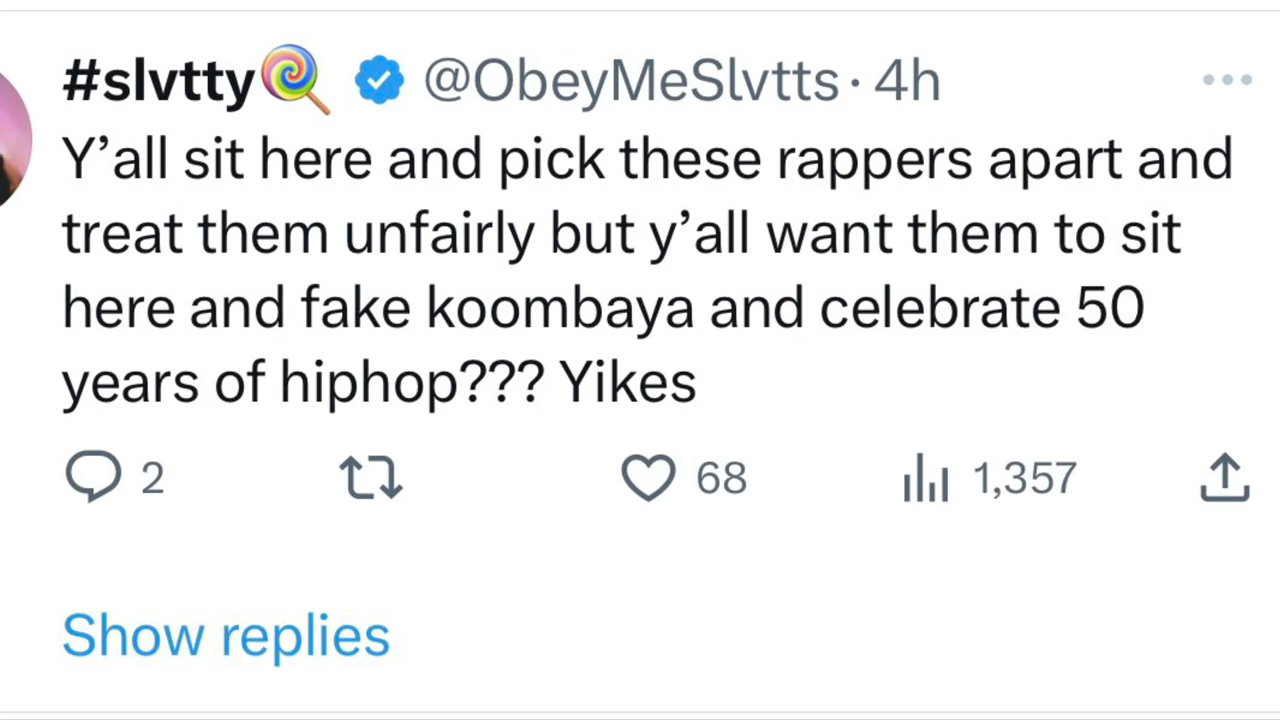 #slvtty🍭 @ObeyMeSlvtts · 4h
Y’all sit here and pick these rappers apart and
treat them unfairly but y’all want them to sit
here and fake koombaya and celebrate 50
years of hiphop??? Yikes
2 68 1,357
Show replies